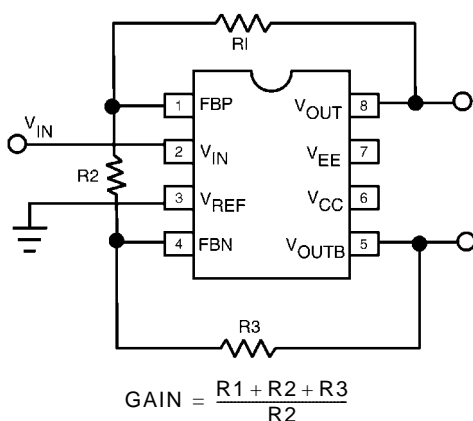 R1
1 FBP VOUT 8
VIN
2 VIN VEE 7
R2
3 VREF VCC 6
4 FBN VOUTB 5
R3
GAIN = R1 + R2 + R3
R2